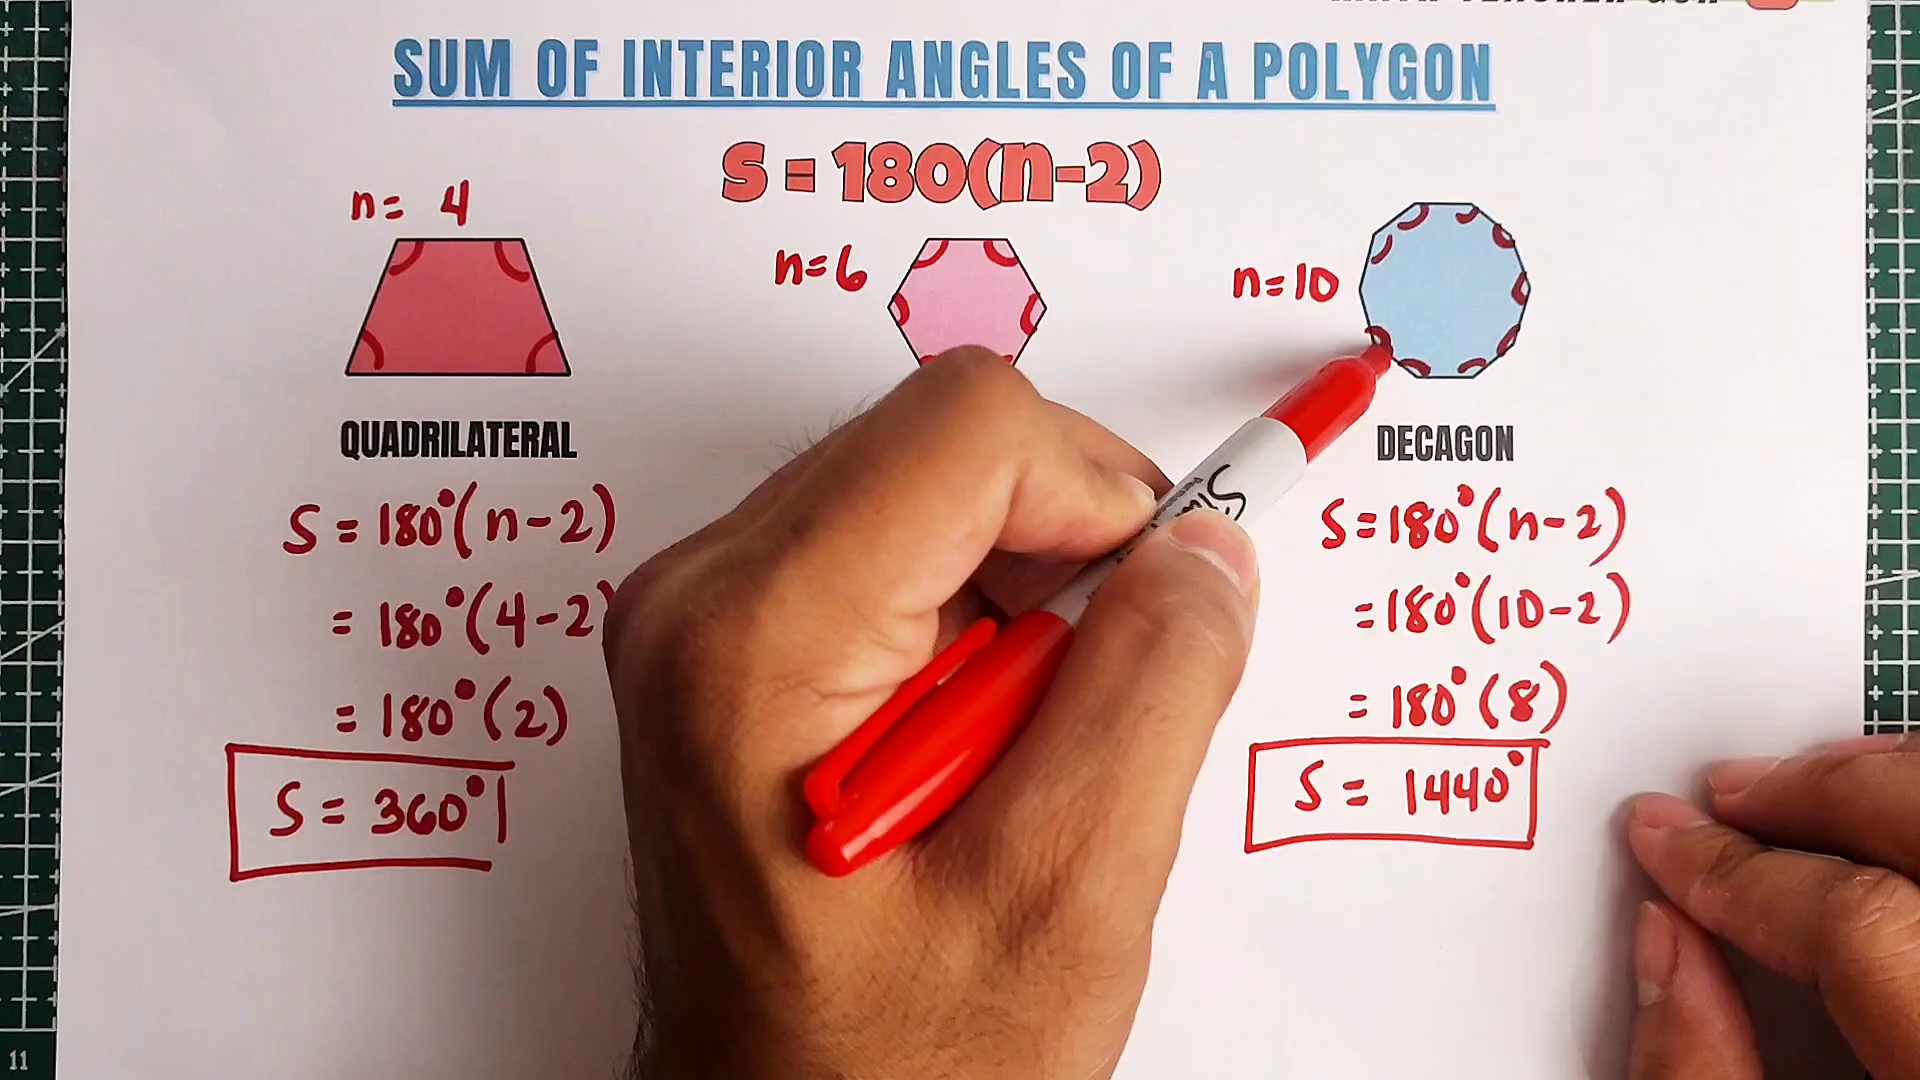 SUM OF INTERIOR ANGLES OF A POLYGON
S = 180(n-2)
n= 4
n=6
n=10
QUADRILATERAL
DECAGON
S = 180°(n-2)
= 180°(4-2)
= 180°(2)
S = 360°
S=180°(n-2)
=180°(10-2)
= 180°(8)
S = 1440°
11